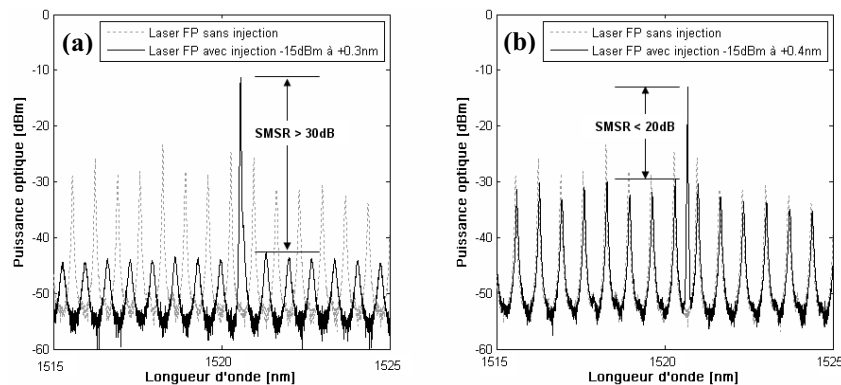 (a)
Laser FP sans injection
Laser FP avec injection -15dBm à +0.3nm
SMSR > 30dB
Puissance optique [dBm]
0
-10
-20
-30
-40
-50
-60
1515
1520
1525
Longueur d'onde [nm]
(b)
Laser FP sans injection
Laser FP avec injection -15dBm à +0.4nm
SMSR < 20dB
Puissance optique [dBm]
0
-10
-20
-30
-40
-50
-60
1515
1520
1525
Longueur d'onde [nm]